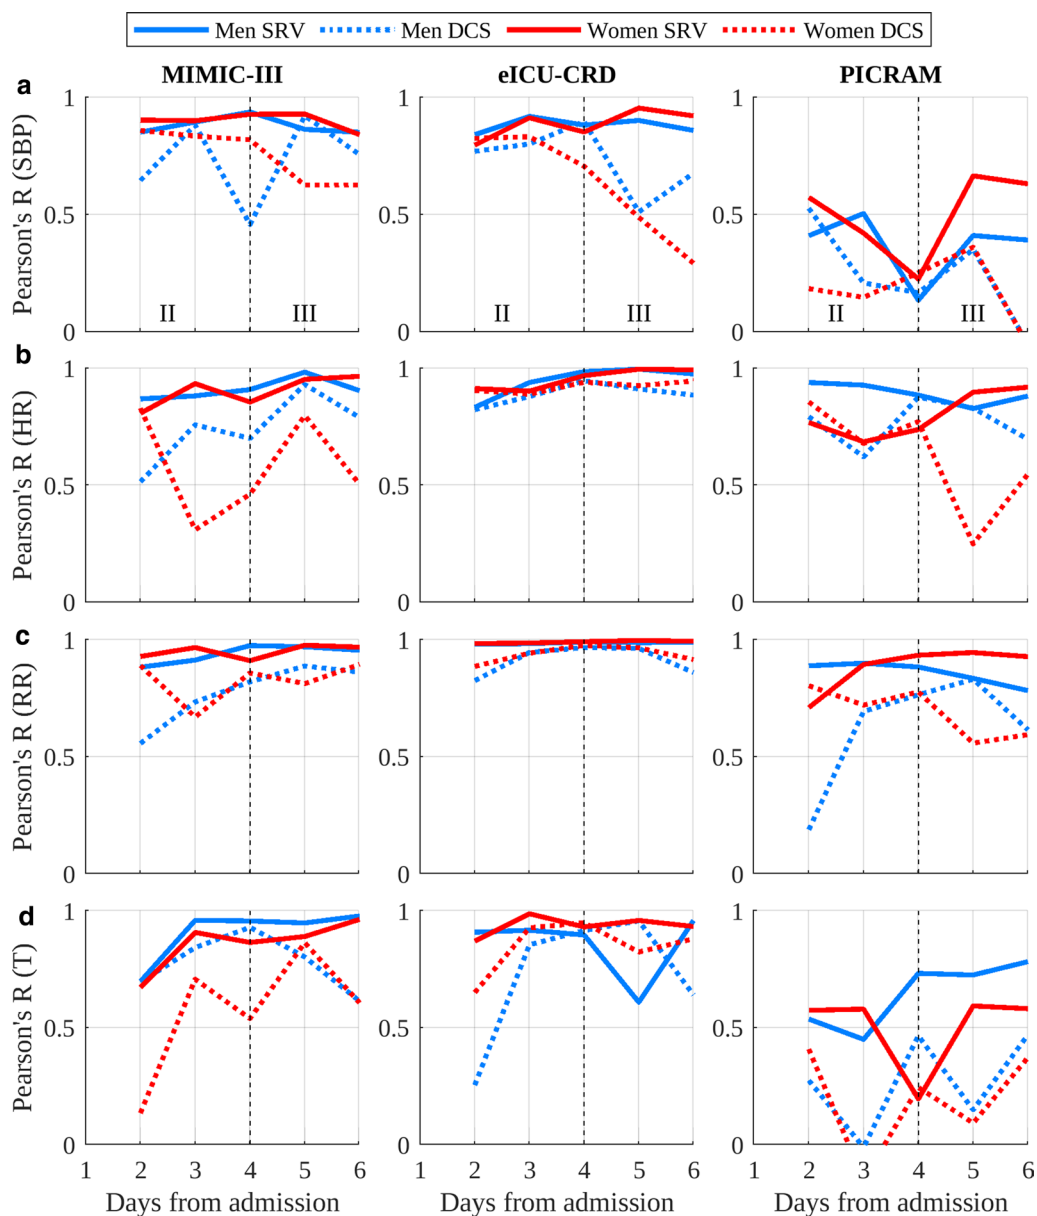 Men SRV Men DCS Women SRV Women DCS
MIMIC-III eICU-CRD PICRAM
a
Pearson's R (SBP)
1 1 1
0.5 0.5 0.5
0 0 0
II III II III II III
b
Pearson's R (HR)
1 1 1
0.5 0.5 0.5
0 0 0
c
Pearson's R (RR)
1 1 1
0.5 0.5 0.5
0 0 0
d
Pearson's R (T)
1 1 1
0.5 0.5 0.5
0 0 0
1 2 3 4 5 6 1 2 3 4 5 6 1 2 3 4 5 6
Days from admission Days from admission Days from admission